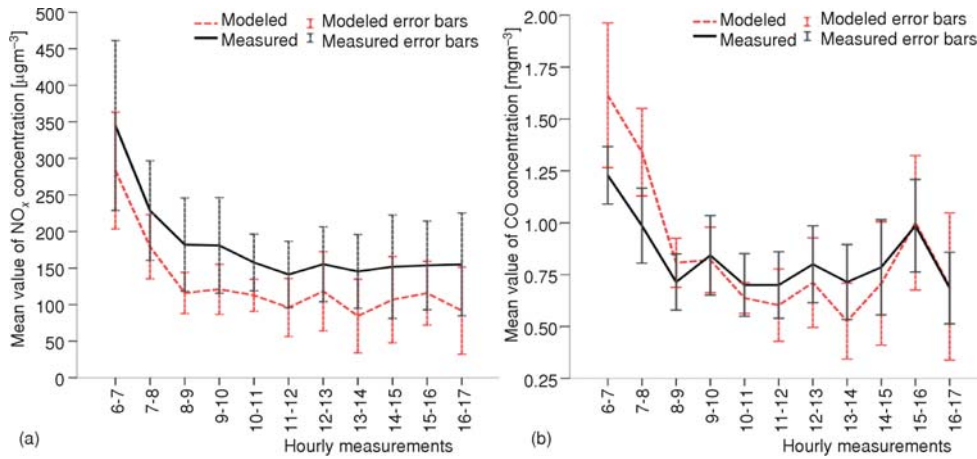 Mean value of NOx concentration [μgm⁻³]
500
450
400
350
300
250
200
150
100
50
0
Modeled
Measured
Modeled error bars
Measured error bars
6-7
7-8
8-9
9-10
10-11
11-12
12-13
13-14
14-15
15-16
16-17
(a)
Hourly measurements
Mean value of CO concentration [mgm⁻³]
2.00
1.75
1.50
1.25
1.00
0.75
0.50
0.25
Modeled
Measured
Modeled error bars
Measured error bars
6-7
7-8
8-9
9-10
10-11
11-12
12-13
13-14
14-15
15-16
16-17
(b)
Hourly measurements